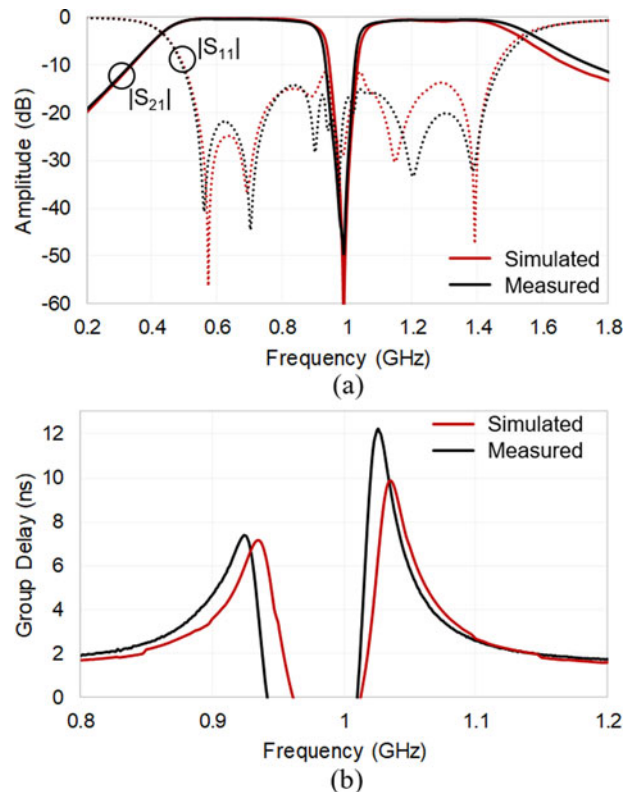 0
-10
-20
-30
-40
-50
-60
Amplitude (dB)
|S11|
|S21|
Simulated
Measured
0.2 0.4 0.6 0.8 1 1.2 1.4 1.6 1.8
Frequency (GHz)
(a)
12
10
8
6
4
2
0
Group Delay (ns)
Simulated
Measured
0.8 0.9 1 1.1 1.2
Frequency (GHz)
(b)